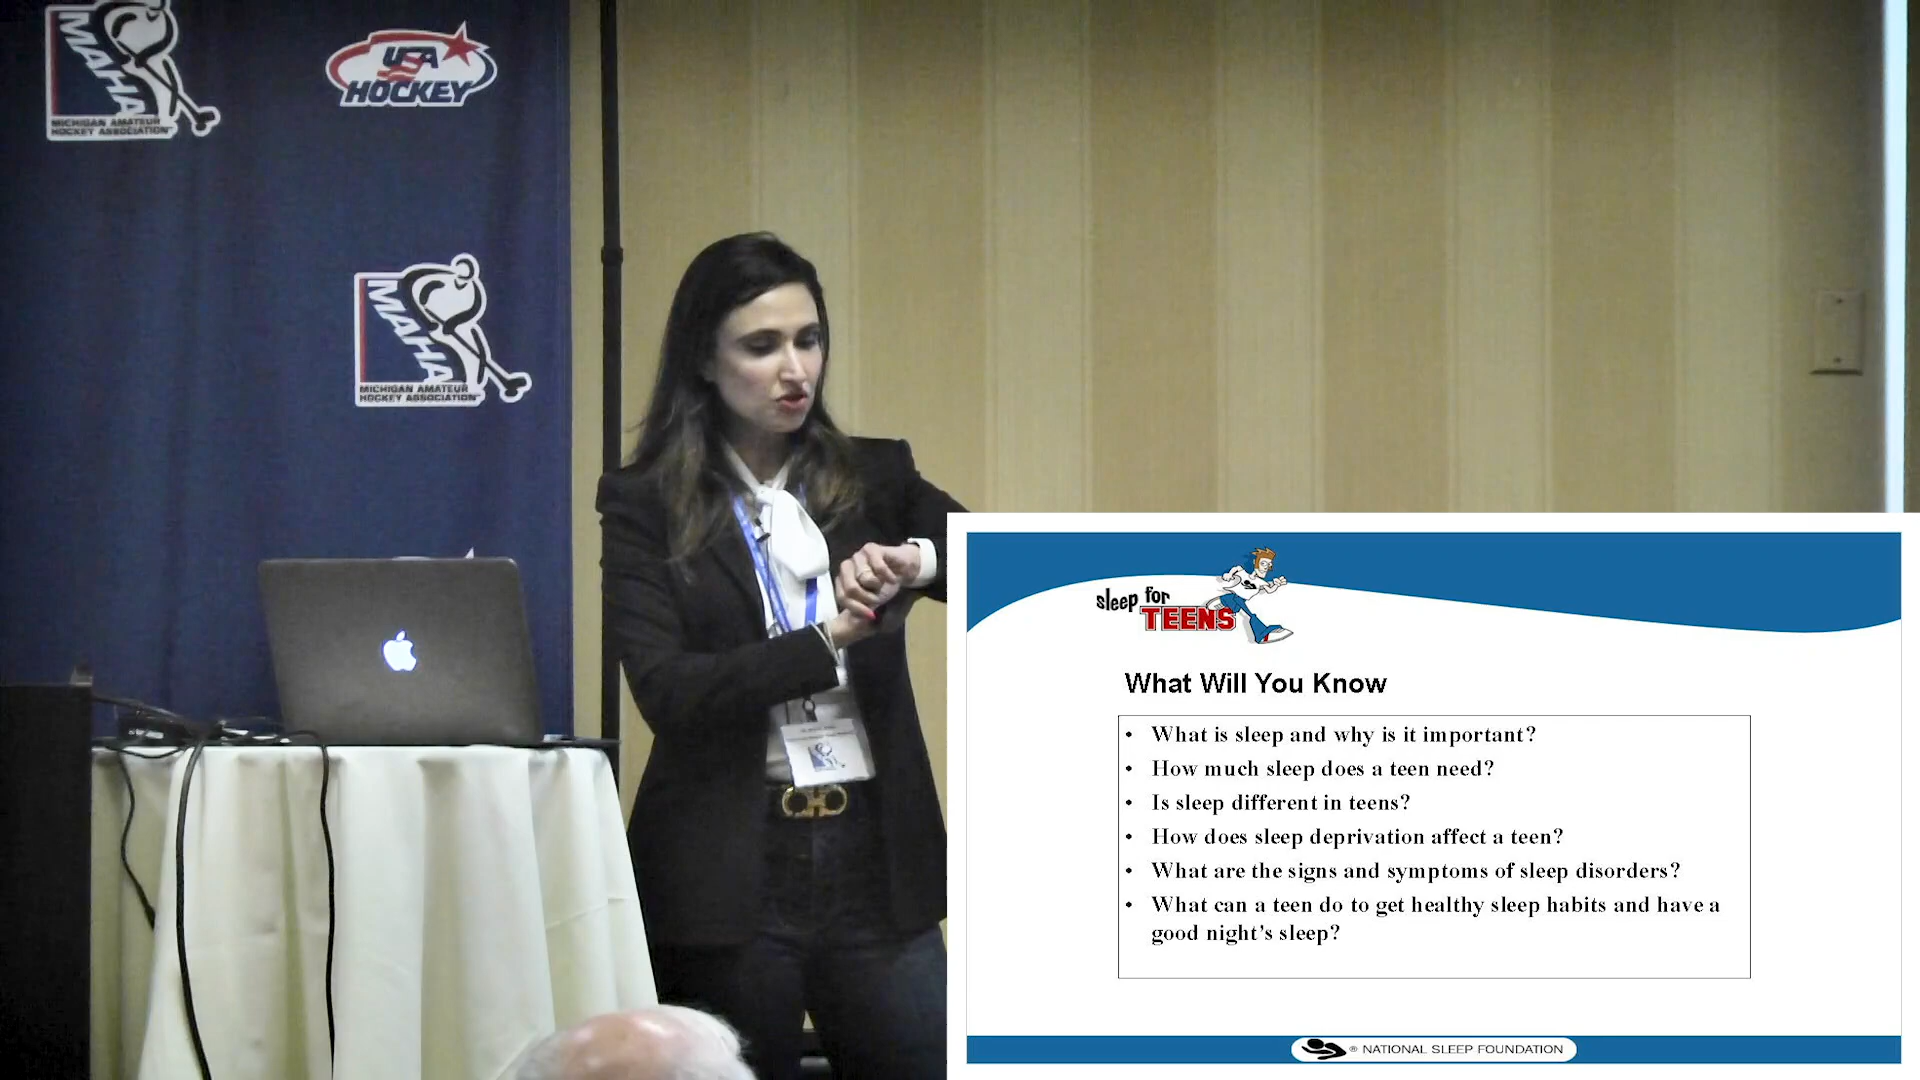 MAHA
MICHIGAN AMATEUR
HOCKEY ASSOCIATION
USA
HOCKEY
MAHA
MICHIGAN AMATEUR
HOCKEY ASSOCIATION
sleep for
TEENS
What Will You Know
• What is sleep and why is it important?
• How much sleep does a teen need?
• Is sleep different in teens?
• How does sleep deprivation affect a teen?
• What are the signs and symptoms of sleep disorders?
• What can a teen do to get healthy sleep habits and have a
good night's sleep?
® NATIONAL SLEEP FOUNDATION